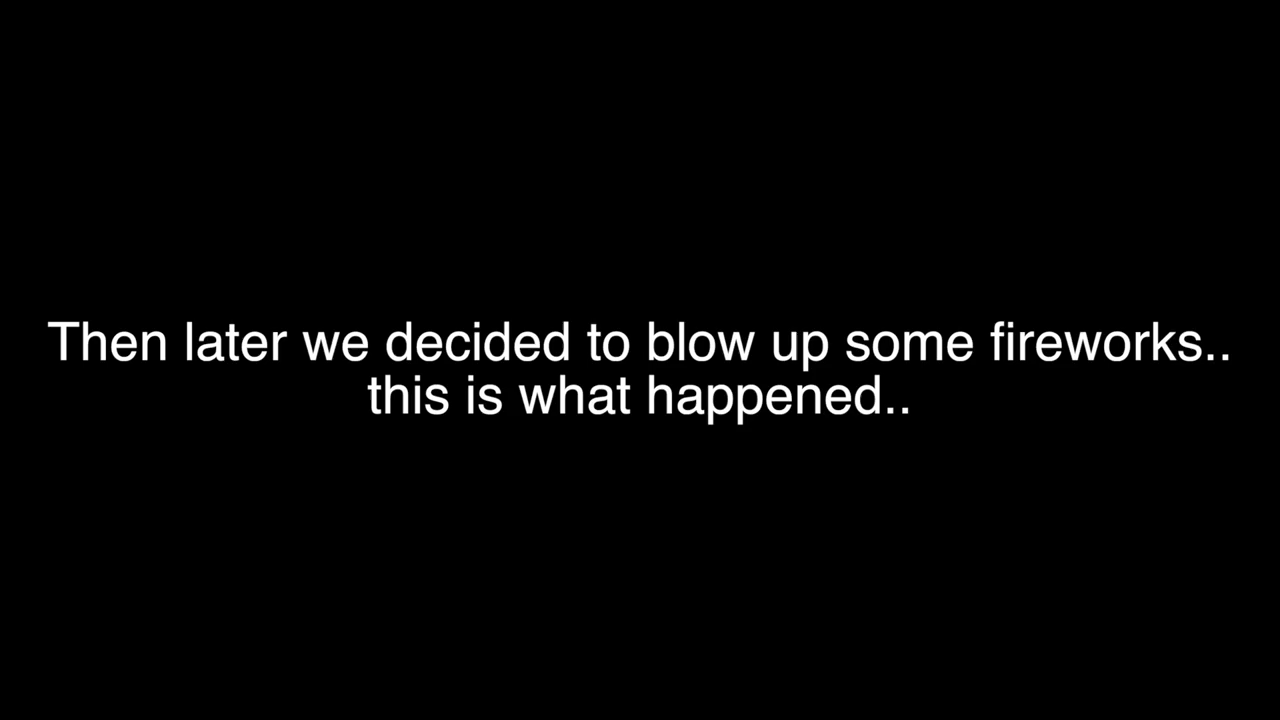 Then later we decided to blow up some fireworks..
this is what happened..